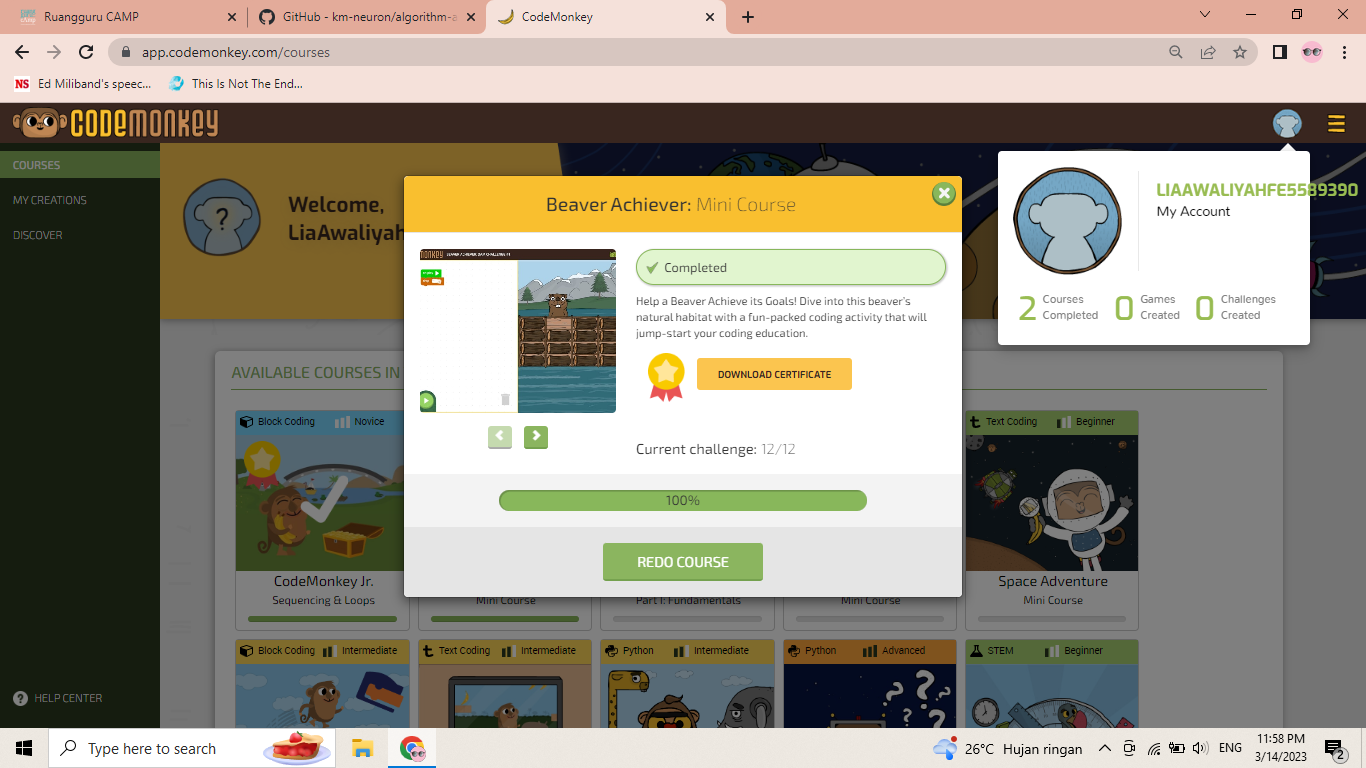 Ruangguru CAMP
GitHub - km-neuron/algorithm-a
CodeMonkey
app.codemonkey.com/courses
NS Ed Miliband's speec...
This Is Not The End...
CODEMONKEY
COURSES
MY CREATIONS
DISCOVER
HELP CENTER
Welcome,
LiaAwaliyah
LIAAWALIYAHFE5589390
My Account
2 Courses Completed
0 Games Created
0 Challenges Created
Beaver Achiever: Mini Course
Completed
Help a Beaver Achieve its Goals! Dive into this beaver's
natural habitat with a fun-packed coding activity that will
jump-start your coding education.
DOWNLOAD CERTIFICATE
Current challenge: 12/12
100%
REDO COURSE
AVAILABLE COURSES IN
Block Coding Novice
CodeMonkey Jr.
Sequencing & Loops
Mini Course
Part I: Fundamentals
Mini Course
Text Coding Beginner
Space Adventure
Mini Course
Block Coding Intermediate
Text Coding Intermediate
Python Intermediate
Python Advanced
STEM Beginner
Type here to search
26°C Hujan ringan
ENG
11:58 PM
3/14/2023
2